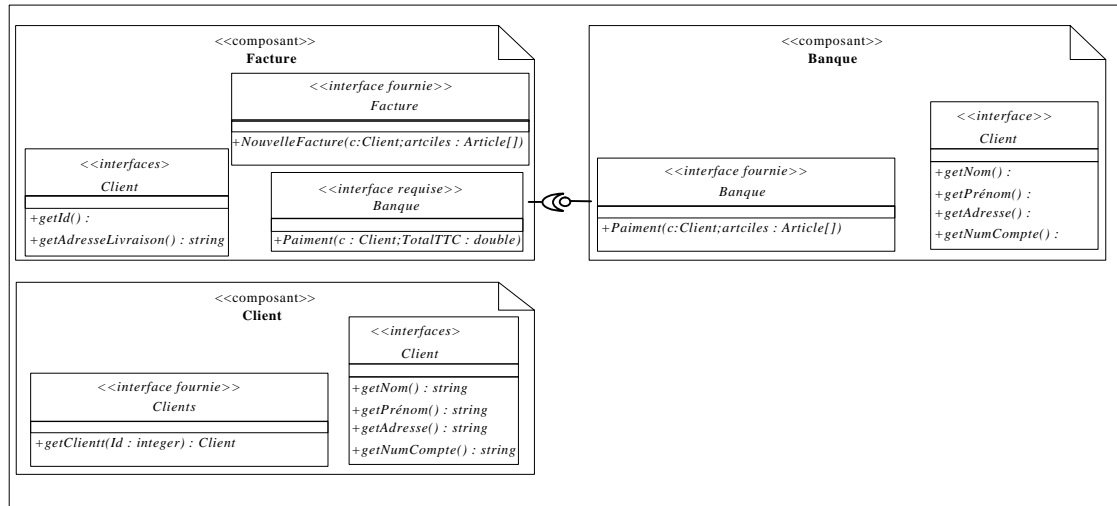 <<composant>>
Facture
<<interface fournie>>
Facture
+NouvelleFacture(c:Client;artciles : Article[])
<<interfaces>
Client
+getId() :
+getAdresseLivraison() : string
<<interface requise>>
Banque
+Paiment(c : Client;TotalTTC : double)
<<composant>>
Banque
<<interface fournie>>
Banque
+Paiment(c:Client;artciles : Article[])
<<interface>>
Client
+getNom() :
+getPrénom() :
+getAdresse() :
+getNumCompte() :
<<composant>>
Client
<<interface fournie>>
Clients
+getClientt(Id : integer) : Client
<<interfaces>
Client
+getNom() : string
+getPrénom() : string
+getAdresse() : string
+getNumCompte() : string